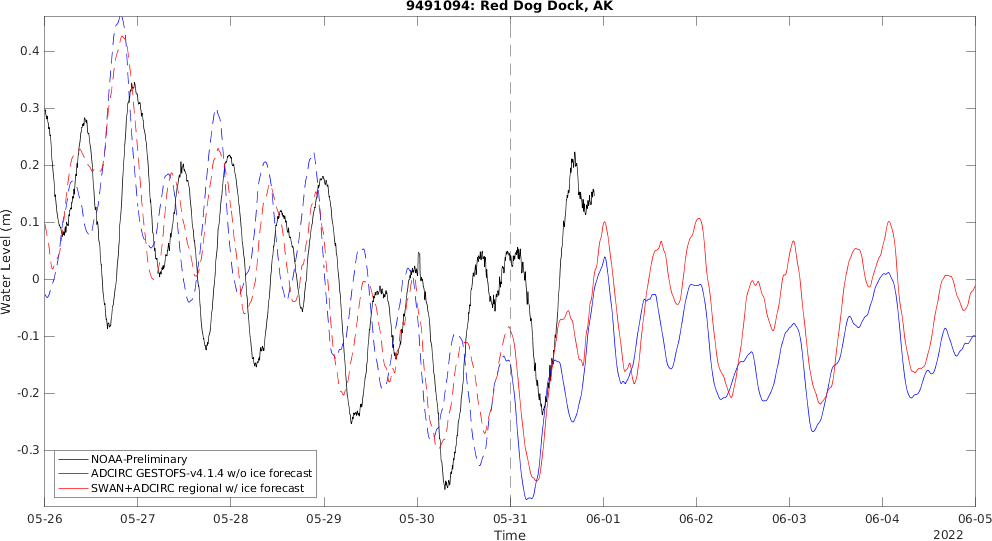 9491094: Red Dog Dock, AK
Water Level (m)
0.4
0.3
0.2
0.1
0
-0.1
-0.2
-0.3
NOAA-Preliminary
ADCIRC GESTOFS-v4.1.4 w/o ice forecast
SWAN+ADCIRC regional w/ ice forecast
05-26 05-27 05-28 05-29 05-30 05-31 06-01 06-02 06-03 06-04 06-05
Time
2022